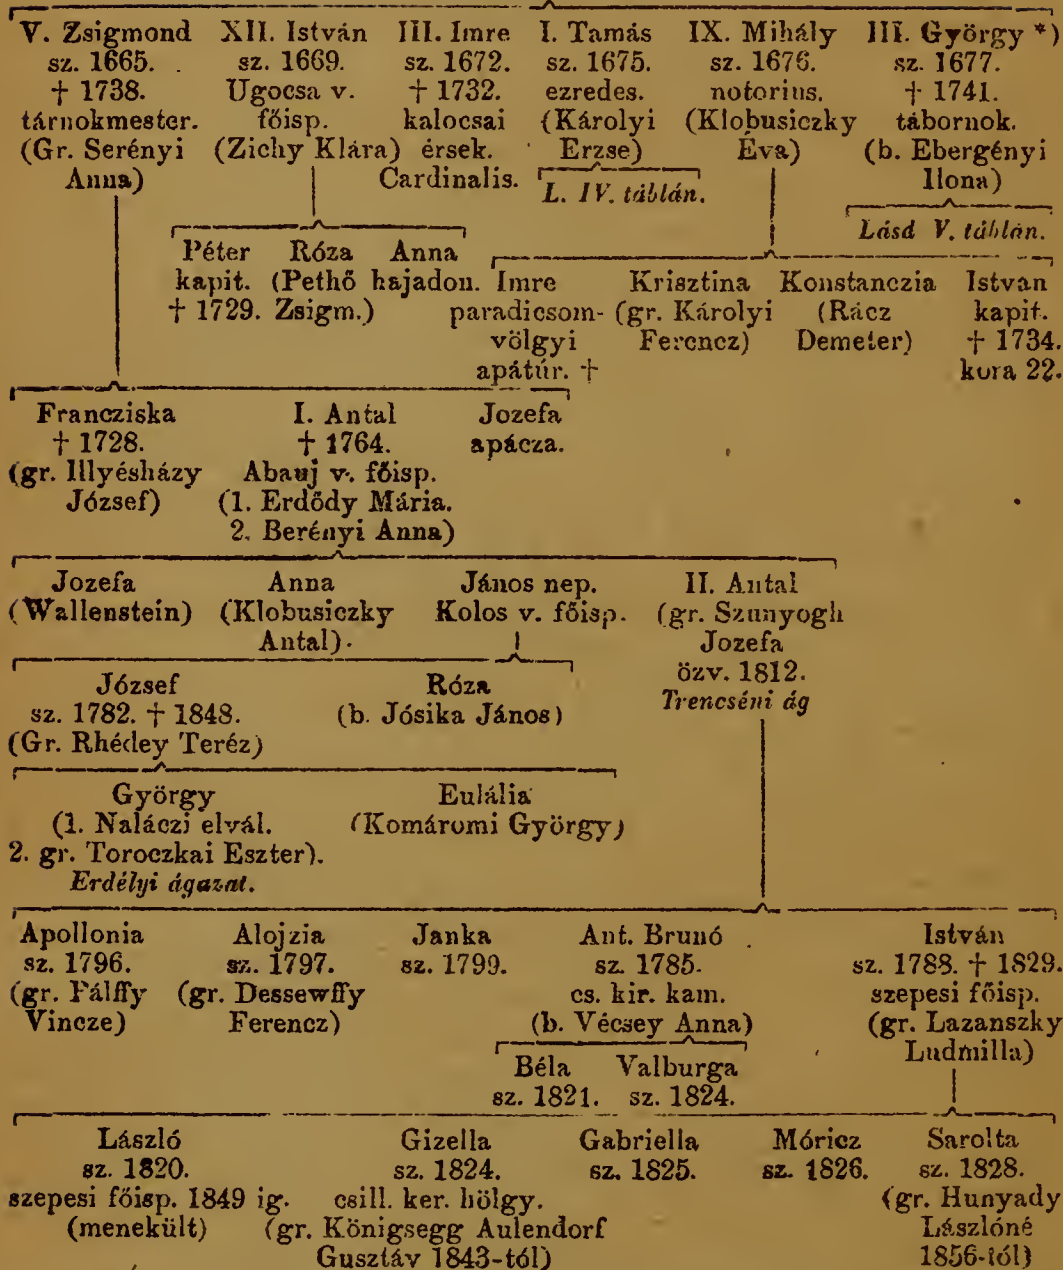 V. Zsigmond XII. István III. Imre I. Tamás IX. Mihály III. György *)
sz. 1665. sz. 1669. sz. 1672. sz. 1675. sz. 1676. sz. 1677.
† 1738. Ugocsa v. † 1732. ezredes. notorius. † 1741.
tárnokmester. főisp. kalocsai (Károlyi (Klobusiczky tábornok.
(Gr. Serényi (Zichy Klára) érsek. Erzse) Éva) (b. Ebergényi
Anna) Cardinalis. L. IV. táblán. Ilona)
Lásd V. táblán.
Péter Róza Anna
kapit. (Pethő hajadon. Imre Krisztina Konstanczia Istvan
† 1729. Zsigm.) paradicsom- (gr. Károlyi (Rácz kapit.
völgyi Ferencz) Demeter) † 1734.
apátúr. † kora 22.
Francziska I. Antal Jozefa
† 1728. † 1764. apácza.
(gr. Illyésházy Abauj v. főisp.
József) (1. Erdődy Mária.
2. Berényi Anna)
Jozefa Anna János nep. II. Antal
(Wallenstein) (Klobusiczky Kolos v. főisp. (gr. Szunyogh
Antal). Jozefa
özv. 1812.
József Róza Trencséni ág
sz. 1782. † 1848. (b. Jósika János)
(Gr. Rhédey Teréz)
György Eulália
(1. Naláczi elvál. (Komáromi György)
2. gr. Toroczkai Eszter).
Erdélyi ágazat.
Apollonia Alojzia Janka Ant. Brunó István
sz. 1796. sz. 1797. sz. 1799. sz. 1785. sz. 1788. † 1829.
(gr. Pálffy (gr. Dessewffy cs. kir. kam. szepesi főisp.
Vincze) Ferencz) (b. Vécsey Anna) (gr. Lazanszky
Ludmilla)
Béla Valburga
sz. 1821. sz. 1824.
László Gizella Gabriella Móricz Sarolta
sz. 1820. sz. 1824. sz. 1825. sz. 1826. sz. 1828.
szepesi főisp. 1849 ig. csill. ker. hölgy. (gr. Hunyady
(menekült) (gr. Königsegg Aulendorf Lászlóné
Gusztáv 1843-tól) 1856-tól)